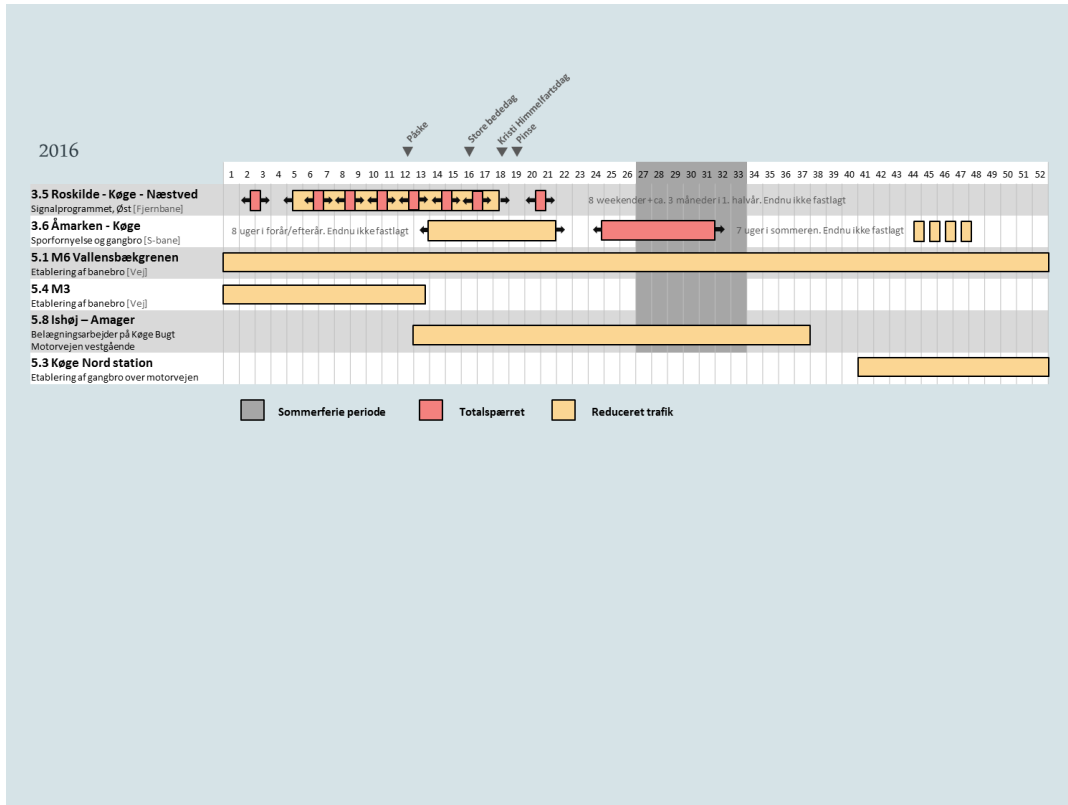 Påske
Store bededag
Kristi Himmelfartsdag
Pinse
2016
1 2 3 4 5 6 7 8 9 10 11 12 13 14 15 16 17 18 19 20 21 22 23 24 25 26 27 28 29 30 31 32 33 34 35 36 37 38 39 40 41 42 43 44 45 46 47 48 49 50 51 52
3.5 Roskilde - Køge - Næstved
Signalprogrammet, Øst [Fjernbane]
8 weekender + ca. 3 måneder i 1. halvår. Endnu ikke fastlagt
3.6 Åmarken - Køge
Sporfornyelse og gangbro [S-bane]
8 uger i forår/efterår. Endnu ikke fastlagt
7 uger i sommeren. Endnu ikke fastlagt
5.1 M6 Vallensbækgrenen
Etablering af banebro [Vej]
5.4 M3
Etablering af banebro [Vej]
5.8 Ishøj – Amager
Belægningsarbejder på Køge Bugt
Motorvejen vestgående
5.3 Køge Nord station
Etablering af gangbro over motorvejen
Sommerferie periode
Totalspærret
Reduceret trafik